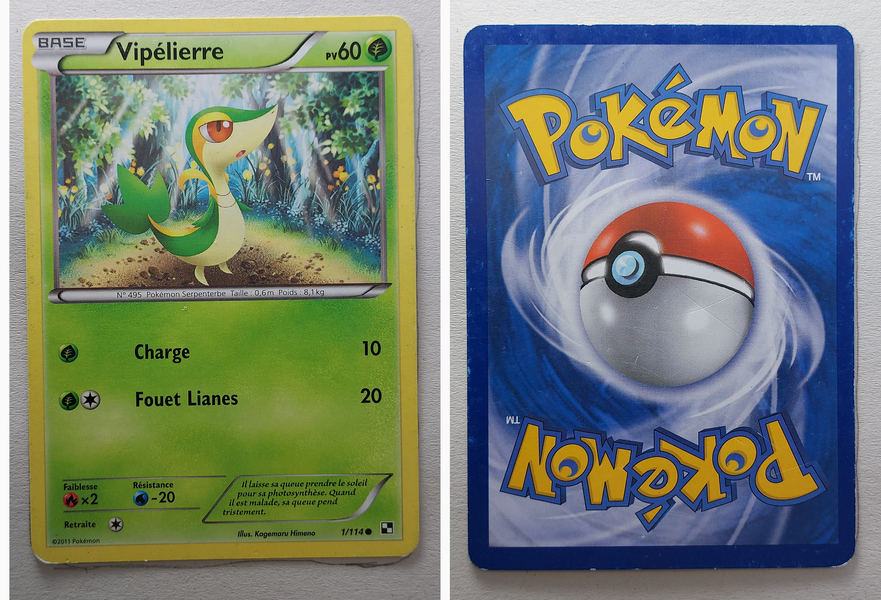 BASE
Vipélierre
PV60
N° 495 Pokémon Serpenterbe Taille : 0,6m Poids : 8,1kg
Charge 10
Fouet Lianes 20
Faiblesse
×2
Résistance
-20
Retraite
Il laisse sa queue prendre le soleil
pour sa photosynthèse. Quand
il est malade, sa queue pend
tristement.
Illus. Kagemaru Himeno
1/114
©2011 Pokémon
POKéMON
TM
TM
POKéMON